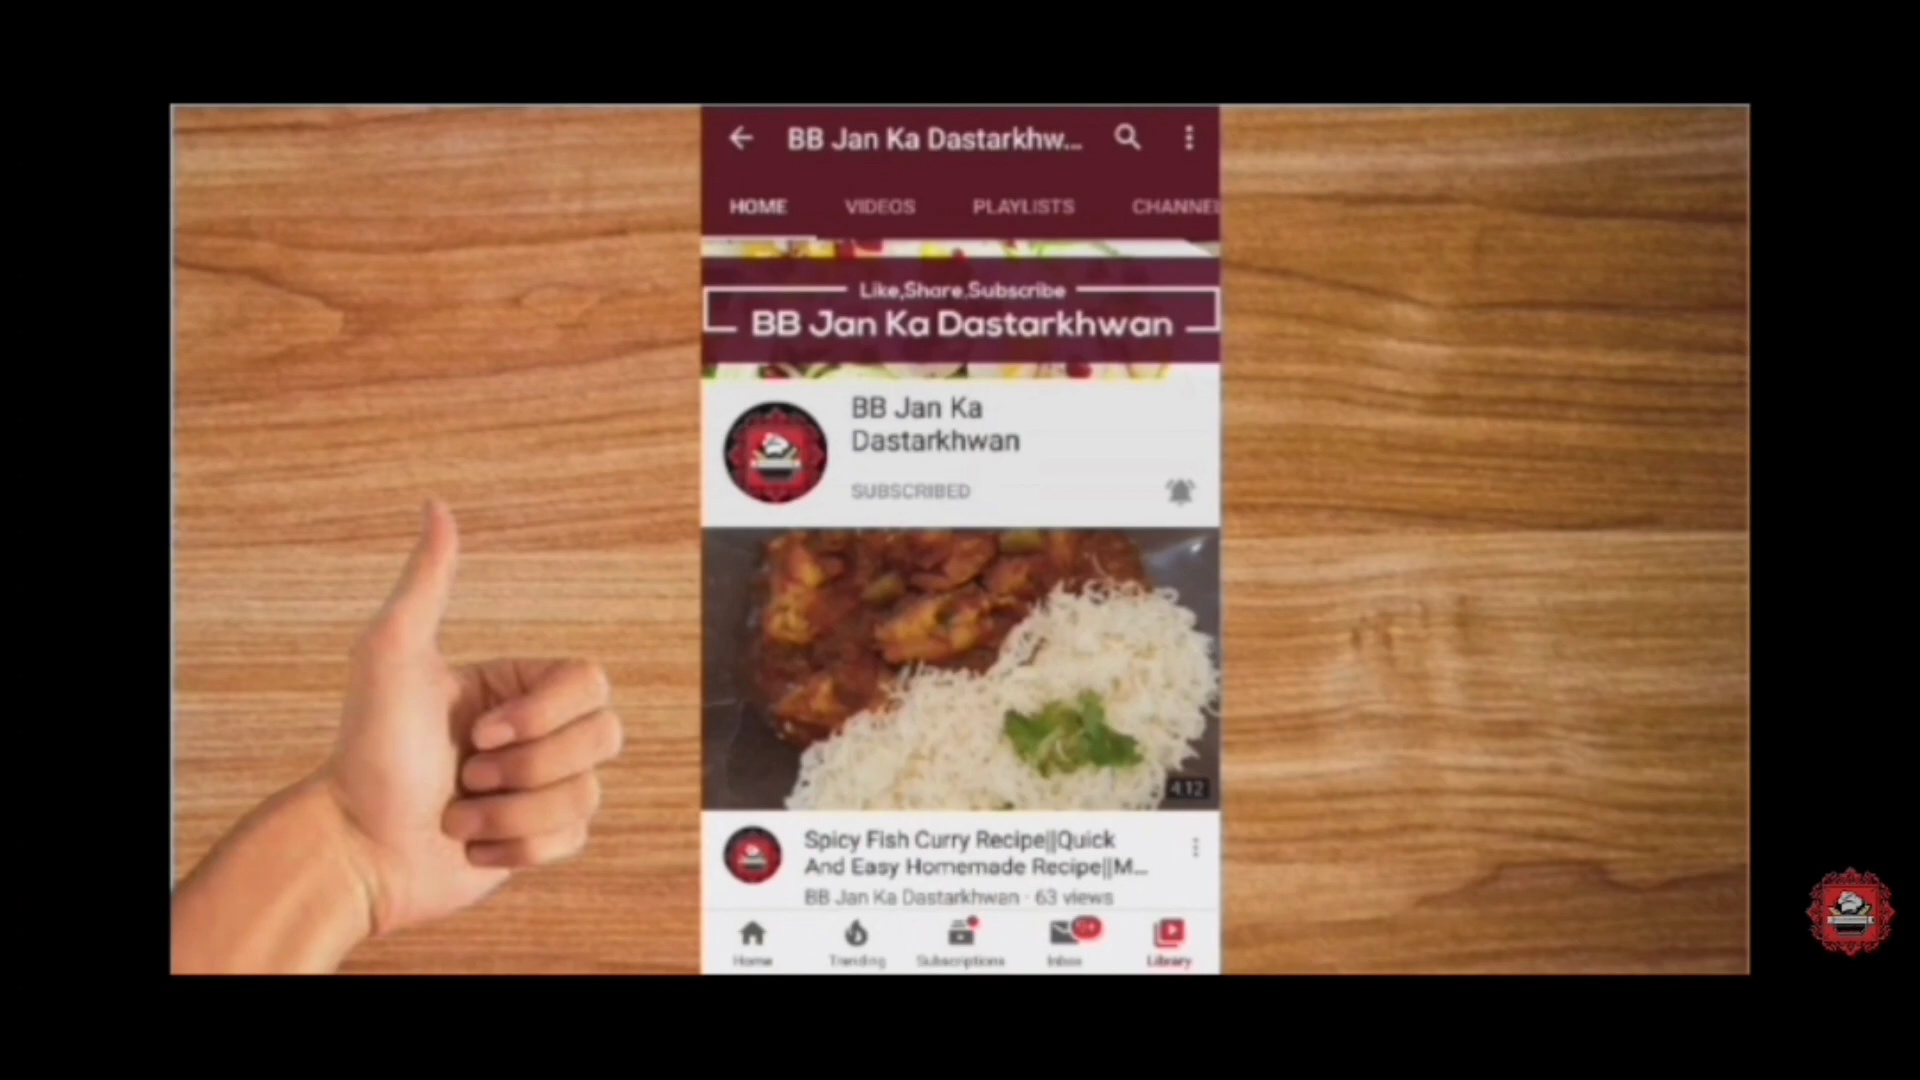 BB Jan Ka Dastarkhw...
HOME VIDEOS PLAYLISTS CHANNEL
Like,Share,Subscribe
BB Jan Ka Dastarkhwan
BB Jan Ka
Dastarkhwan
SUBSCRIBED
4:12
Spicy Fish Curry Recipe||Quick
And Easy Homemade Recipe||M...
BB Jan Ka Dastarkhwan · 63 views
Home Trending Subscriptions Inbox Library